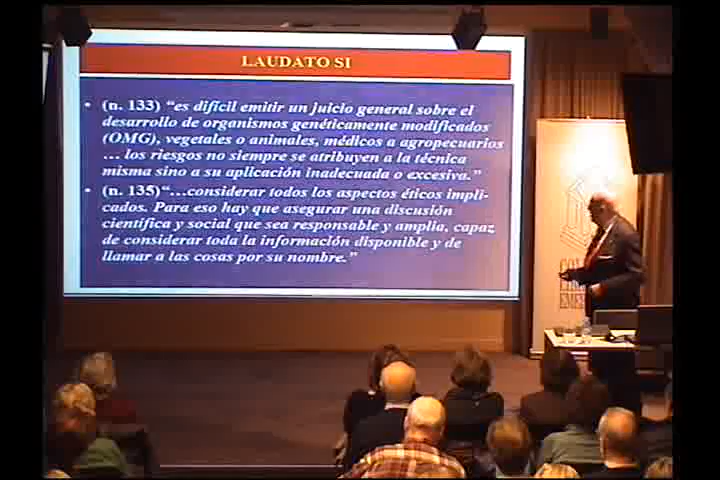 LAUDATO SI
• (n. 133) “es difícil emitir un juicio general sobre el
desarrollo de organismos genéticamente modificados
(OMG), vegetales o animales, médicos a agropecuarios
… los riesgos no siempre se atribuyen a la técnica
misma sino a su aplicación inadecuada o excesiva.”
• (n. 135)“…considerar todos los aspectos éticos impli-
cados. Para eso hay que asegurar una discusión
científica y social que sea responsable y amplia, capaz
de considerar toda la información disponible y de
llamar a las cosas por su nombre.”